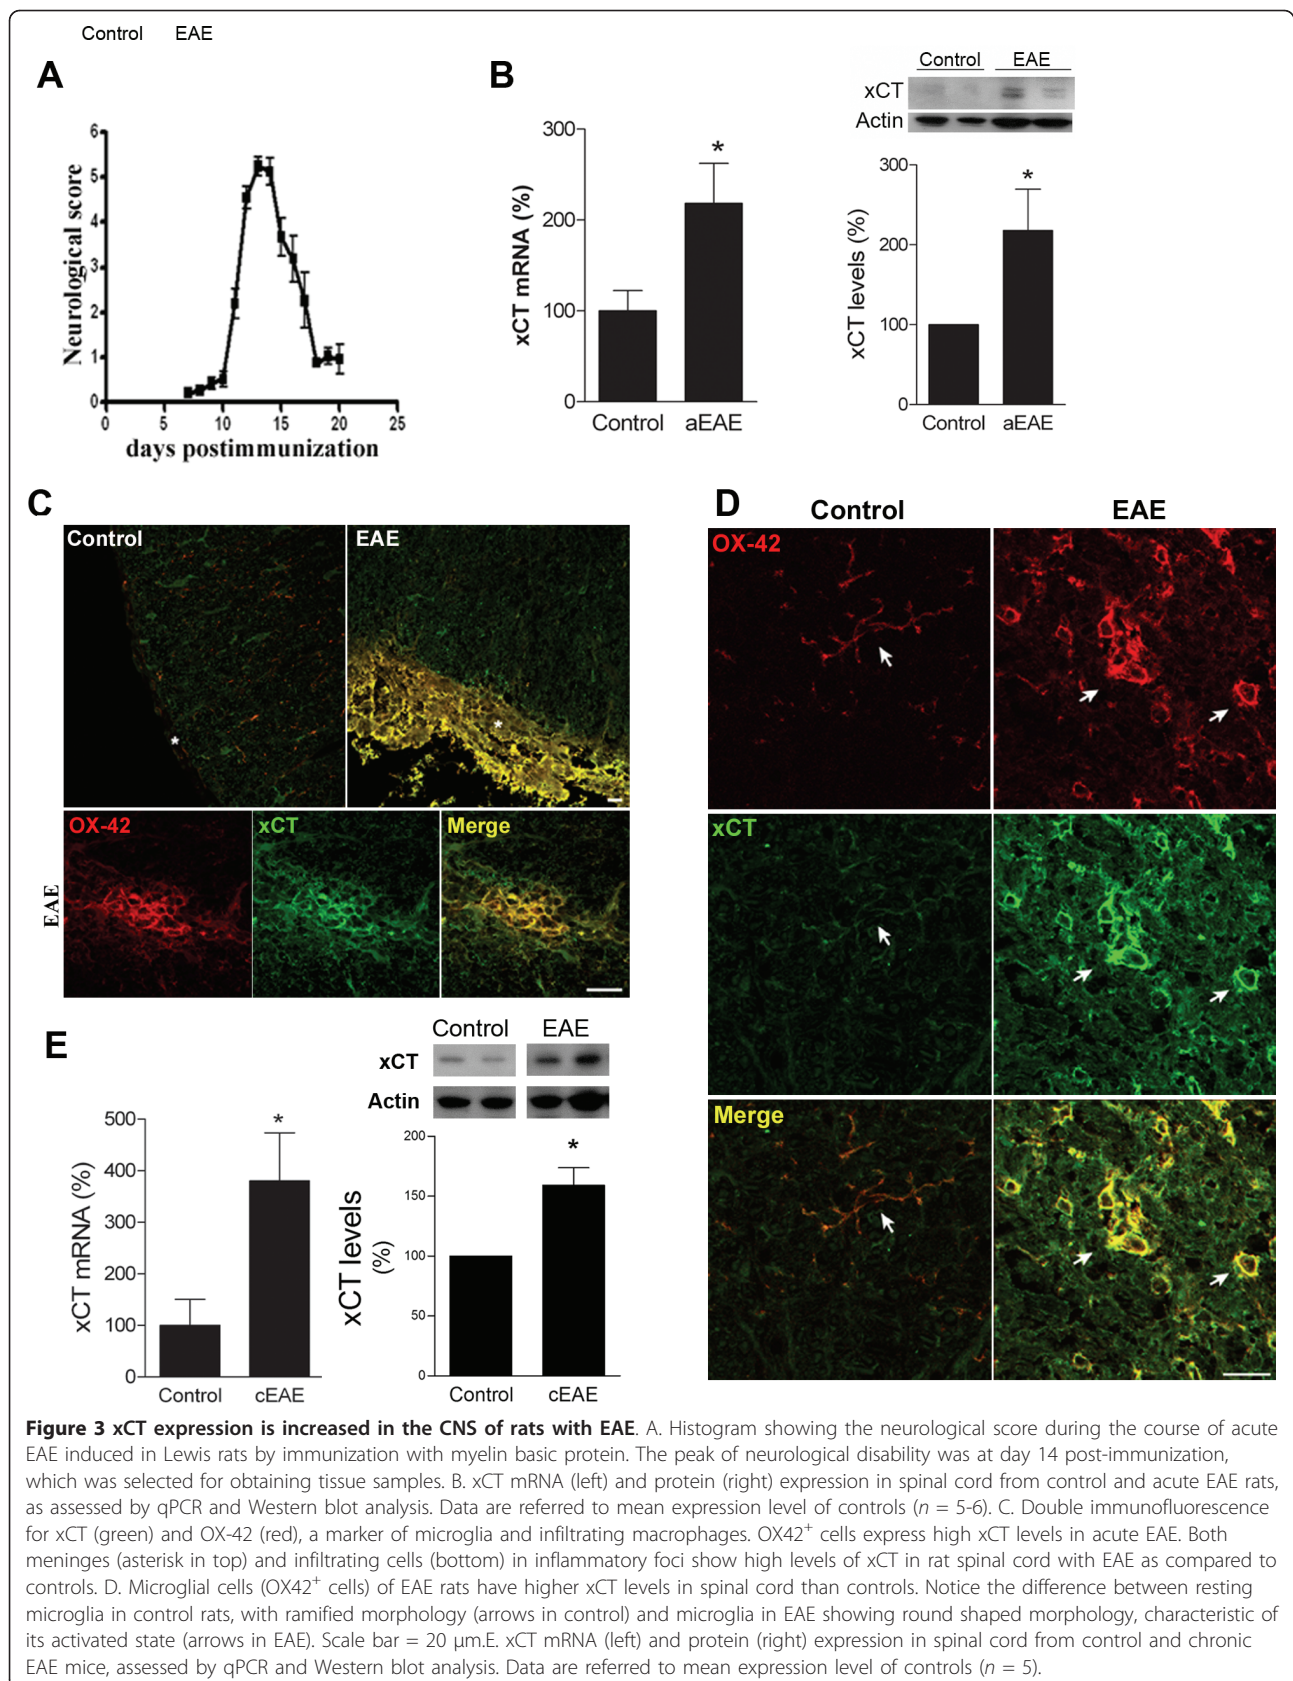 Control EAE
A
6
5
4
3
2
1
0
Neurological score
0 5 10 15 20 25
days postimmunization
B
300
200
100
0
xCT mRNA (%)
*
Control aEAE
Control EAE
xCT
Actin
300
200
100
0
xCT levels (%)
*
Control aEAE
C
Control EAE
*
*
EAE
OX-42 xCT Merge
D
Control EAE
OX-42
xCT
Merge
E
500
400
300
200
100
0
xCT mRNA (%)
*
Control cEAE
Control EAE
xCT
Actin
200
150
100
50
0
xCT levels
(%)
*
Control cEAE
Figure 3 xCT expression is increased in the CNS of rats with EAE. A. Histogram showing the neurological score during the course of acute
EAE induced in Lewis rats by immunization with myelin basic protein. The peak of neurological disability was at day 14 post-immunization,
which was selected for obtaining tissue samples. B. xCT mRNA (left) and protein (right) expression in spinal cord from control and acute EAE rats,
as assessed by qPCR and Western blot analysis. Data are referred to mean expression level of controls (n = 5-6). C. Double immunofluorescence
for xCT (green) and OX-42 (red), a marker of microglia and infiltrating macrophages. OX42⁺ cells express high xCT levels in acute EAE. Both
meninges (asterisk in top) and infiltrating cells (bottom) in inflammatory foci show high levels of xCT in rat spinal cord with EAE as compared to
controls. D. Microglial cells (OX42⁺ cells) of EAE rats have higher xCT levels in spinal cord than controls. Notice the difference between resting
microglia in control rats, with ramified morphology (arrows in control) and microglia in EAE showing round shaped morphology, characteristic of
its activated state (arrows in EAE). Scale bar = 20 μm.E. xCT mRNA (left) and protein (right) expression in spinal cord from control and chronic
EAE mice, assessed by qPCR and Western blot analysis. Data are referred to mean expression level of controls (n = 5).